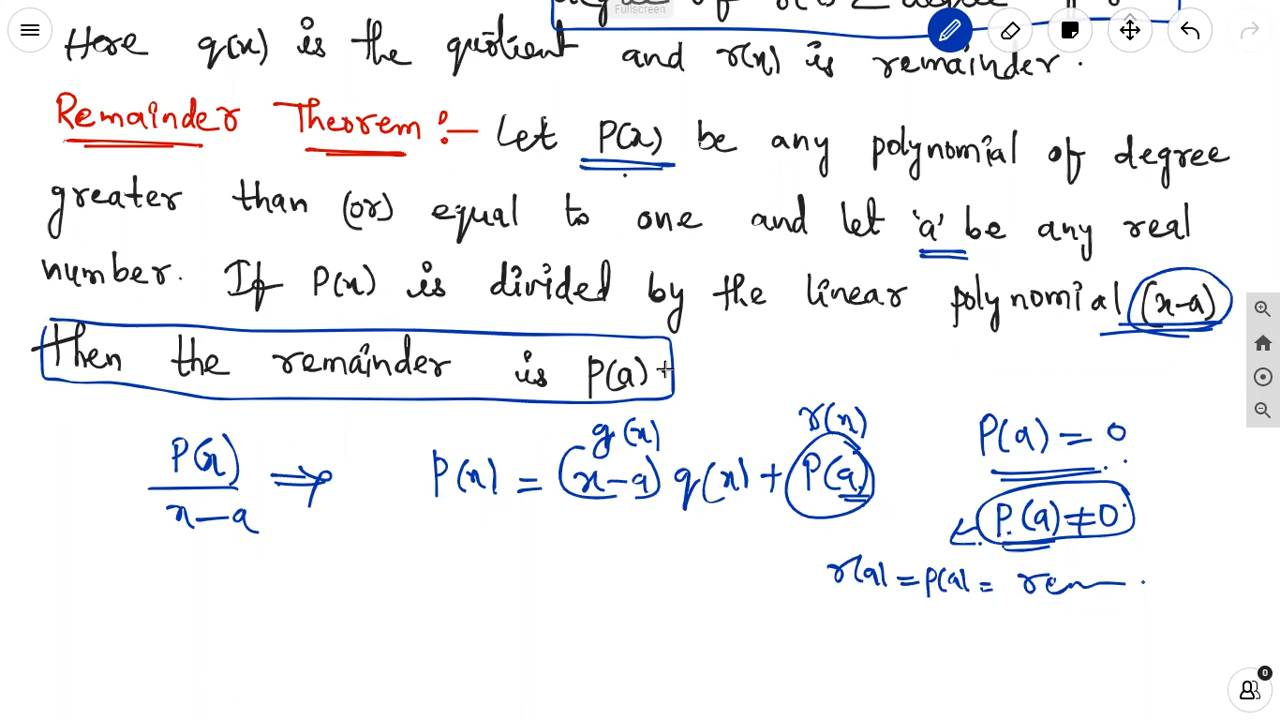 Fullscreen
Here q(x) is the quotient and r(x) is remainder.
Remainder Theorem :- Let P(x) be any polynomial of degree
greater than (or) equal to one and let 'a' be any real
number. If P(x) is divided by the linear polynomial (x-a)
then the remainder is P(a).
g(x) r(x)
P(x)/x-a ⇒ P(x) = (x-a) q(x) + P(a) P(a) = 0
P(a) ≠ 0
r(a) = P(a) = rem
0